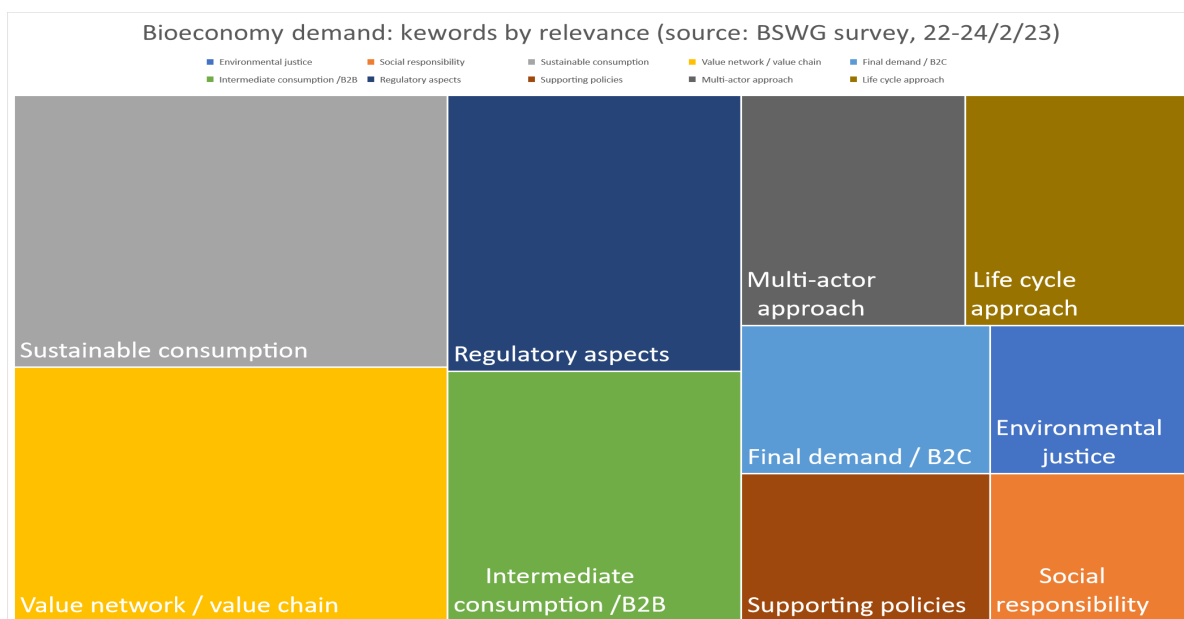 Bioeconomy demand: kewords by relevance (source: BSWG survey, 22-24/2/23)
Environmental justice Social responsibility Sustainable consumption Value network / value chain Final demand / B2C
Intermediate consumption /B2B Regulatory aspects Supporting policies Multi-actor approach Life cycle approach
Sustainable consumption
Value network / value chain
Regulatory aspects
Intermediate
consumption /B2B
Multi-actor
approach
Life cycle
approach
Final demand / B2C
Environmental
justice
Supporting policies
Social
responsibility